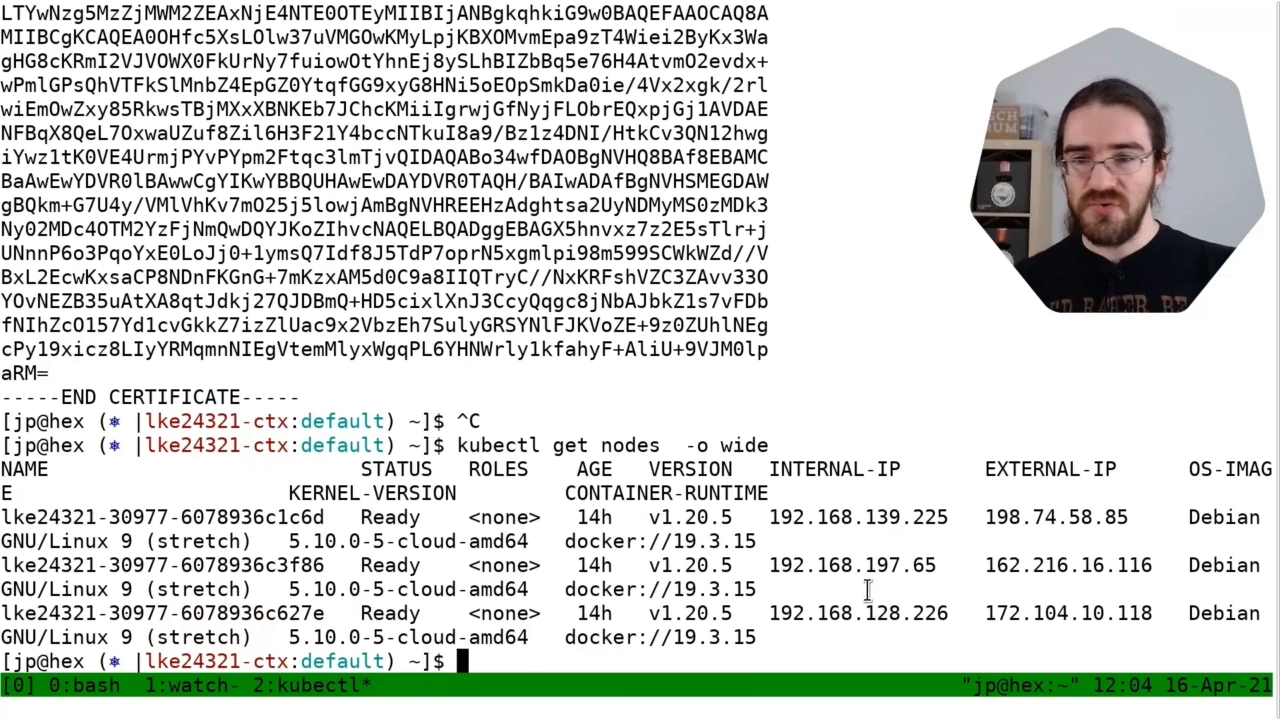 LTYwNzg5MzZjMWM2ZEAxNjE4NTE0OTEyMIIBIjANBgkqhkiG9w0BAQEFAAOCAQ8A
MIIBCgKCAQEA0OHfc5XsLOlw37uVMGOwKMyLpjKBXOMvmEpa9zT4Wiei2ByKx3Wa
gHG8cKRmI2VJVOWX0FkUrNy7fuiowOtYhnEj8ySLhBIZbBq5e76H4AtvmO2evdx+
wPmlGPsQhVTFkSlMnbZ4EpGZ0YtqfGG9xyG8HNi5oEOpSmkDa0ie/4Vx2xgk/2rl
wiEmOwZxy85RkwsTBjMXxXBNKEb7JChcKMiiIgrwjGfNyjFLObrEQxpjGj1AVDAE
NFBqX8QeL7OxwaUZuf8Zil6H3F21Y4bccNTkuI8a9/Bz1z4DNI/HtkCv3QN12hwg
iYwz1tK0VE4UrmjPYvPYpm2Ftqc3lmTjvQIDAQABo34wfDAOBgNVHQ8BAf8EBAMC
BaAwEwYDVR0lBAwwCgYIKwYBBQUHAwEwDAYDVR0TAQH/BAIwADAfBgNVHSMEGDAW
gBQkm+G7U4y/VMlVhKv7mO25j5lowjAmBgNVHREEHzAdghtsa2UyNDMyMS0zMDk3
Ny02MDc4OTM2YzFjNmQwDQYJKoZIhvcNAQELBQADggEBAGX5hnvxz7z2E5sTlr+j
UNnnP6o3PqoYxE0LoJj0+1ymsQ7Idf8J5TdP7oprN5xgmlpi98m599SCWkWZd//V
BxL2EcwKxsaCP8NDnFKGnG+7mKzxAM5d0C9a8IIQTryC//NxKRFshVZC3ZAvv33O
YOvNEZB35uAtXA8qtJdkj27QJDBmQ+HD5cixlXnJ3CcyQqgc8jNbAJbkZ1s7vFDb
fNIhZcO157Yd1cvGkkZ7izZlUac9x2VbzEh7SulyGRSYNlFJKVoZE+9z0ZUhlNEg
cPy19xicz8LIyYRMqmnNIEgVtemMlyxWgqPL6YHNWrly1kfahyF+AliU+9VJM0lp
aRM=
-----END CERTIFICATE-----
[jp@hex (⎈ |lke24321-ctx:default) ~]$ ^C
[jp@hex (⎈ |lke24321-ctx:default) ~]$ kubectl get nodes  -o wide
NAME STATUS ROLES AGE VERSION INTERNAL-IP EXTERNAL-IP OS-IMAG
E KERNEL-VERSION CONTAINER-RUNTIME
lke24321-30977-6078936c1c6d Ready <none> 14h v1.20.5 192.168.139.225 198.74.58.85 Debian
GNU/Linux 9 (stretch) 5.10.0-5-cloud-amd64 docker://19.3.15
lke24321-30977-6078936c3f86 Ready <none> 14h v1.20.5 192.168.197.65 162.216.16.116 Debian
GNU/Linux 9 (stretch) 5.10.0-5-cloud-amd64 docker://19.3.15
lke24321-30977-6078936c627e Ready <none> 14h v1.20.5 192.168.128.226 172.104.10.118 Debian
GNU/Linux 9 (stretch) 5.10.0-5-cloud-amd64 docker://19.3.15
[jp@hex (⎈ |lke24321-ctx:default) ~]$
[0] 0:bash 1:watch- 2:kubectl* "jp@hex:~" 12:04 16-Apr-21